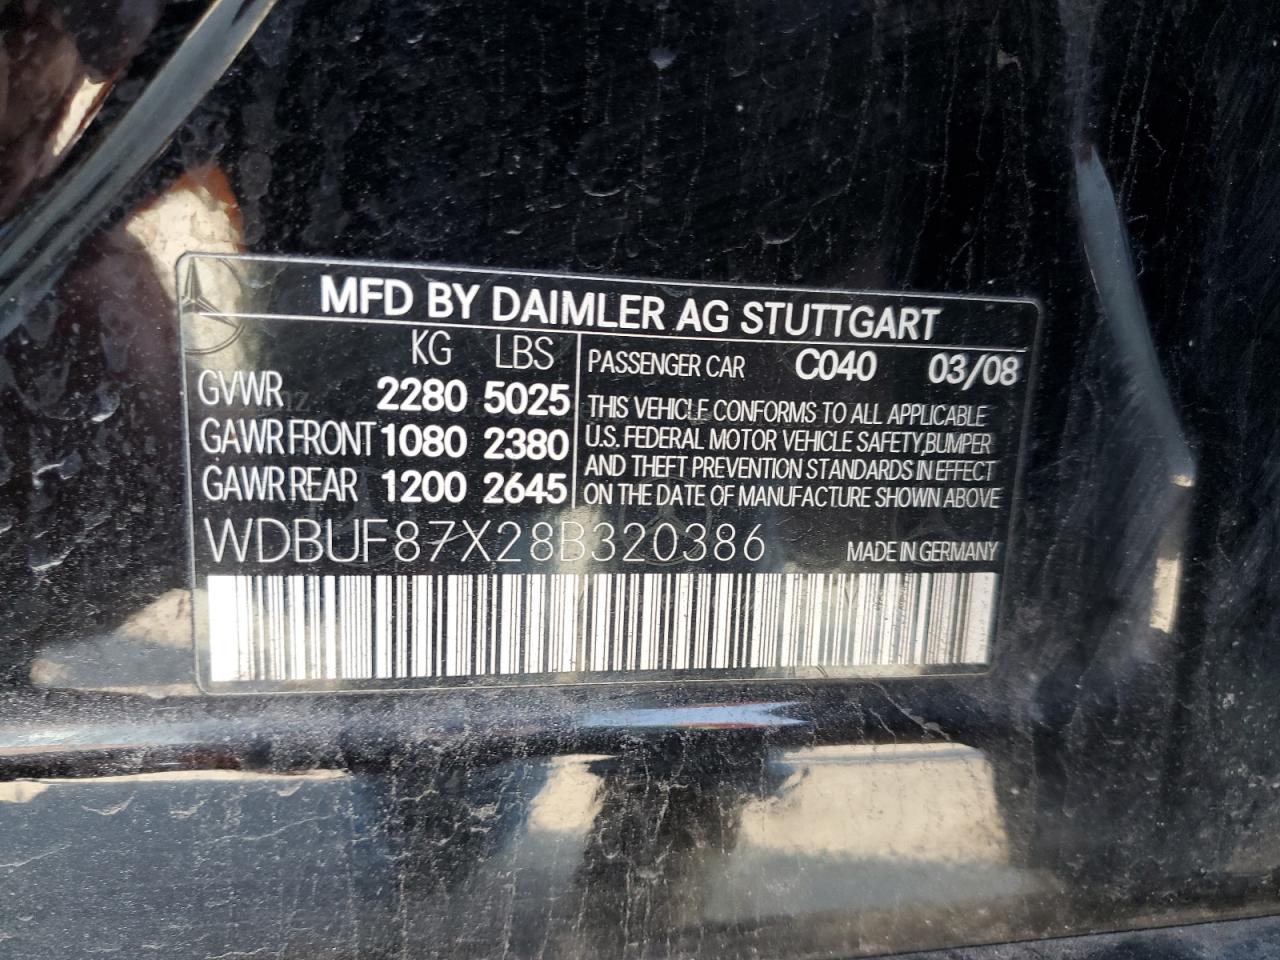 MFD BY DAIMLER AG STUTTGART
KG LBS
GVWR 2280 5025
GAWR FRONT 1080 2380
GAWR REAR 1200 2645
PASSENGER CAR C040 03/08
THIS VEHICLE CONFORMS TO ALL APPLICABLE
U.S. FEDERAL MOTOR VEHICLE SAFETY,BUMPER
AND THEFT PREVENTION STANDARDS IN EFFECT
ON THE DATE OF MANUFACTURE SHOWN ABOVE
WDBUF87X28B320386 MADE IN GERMANY